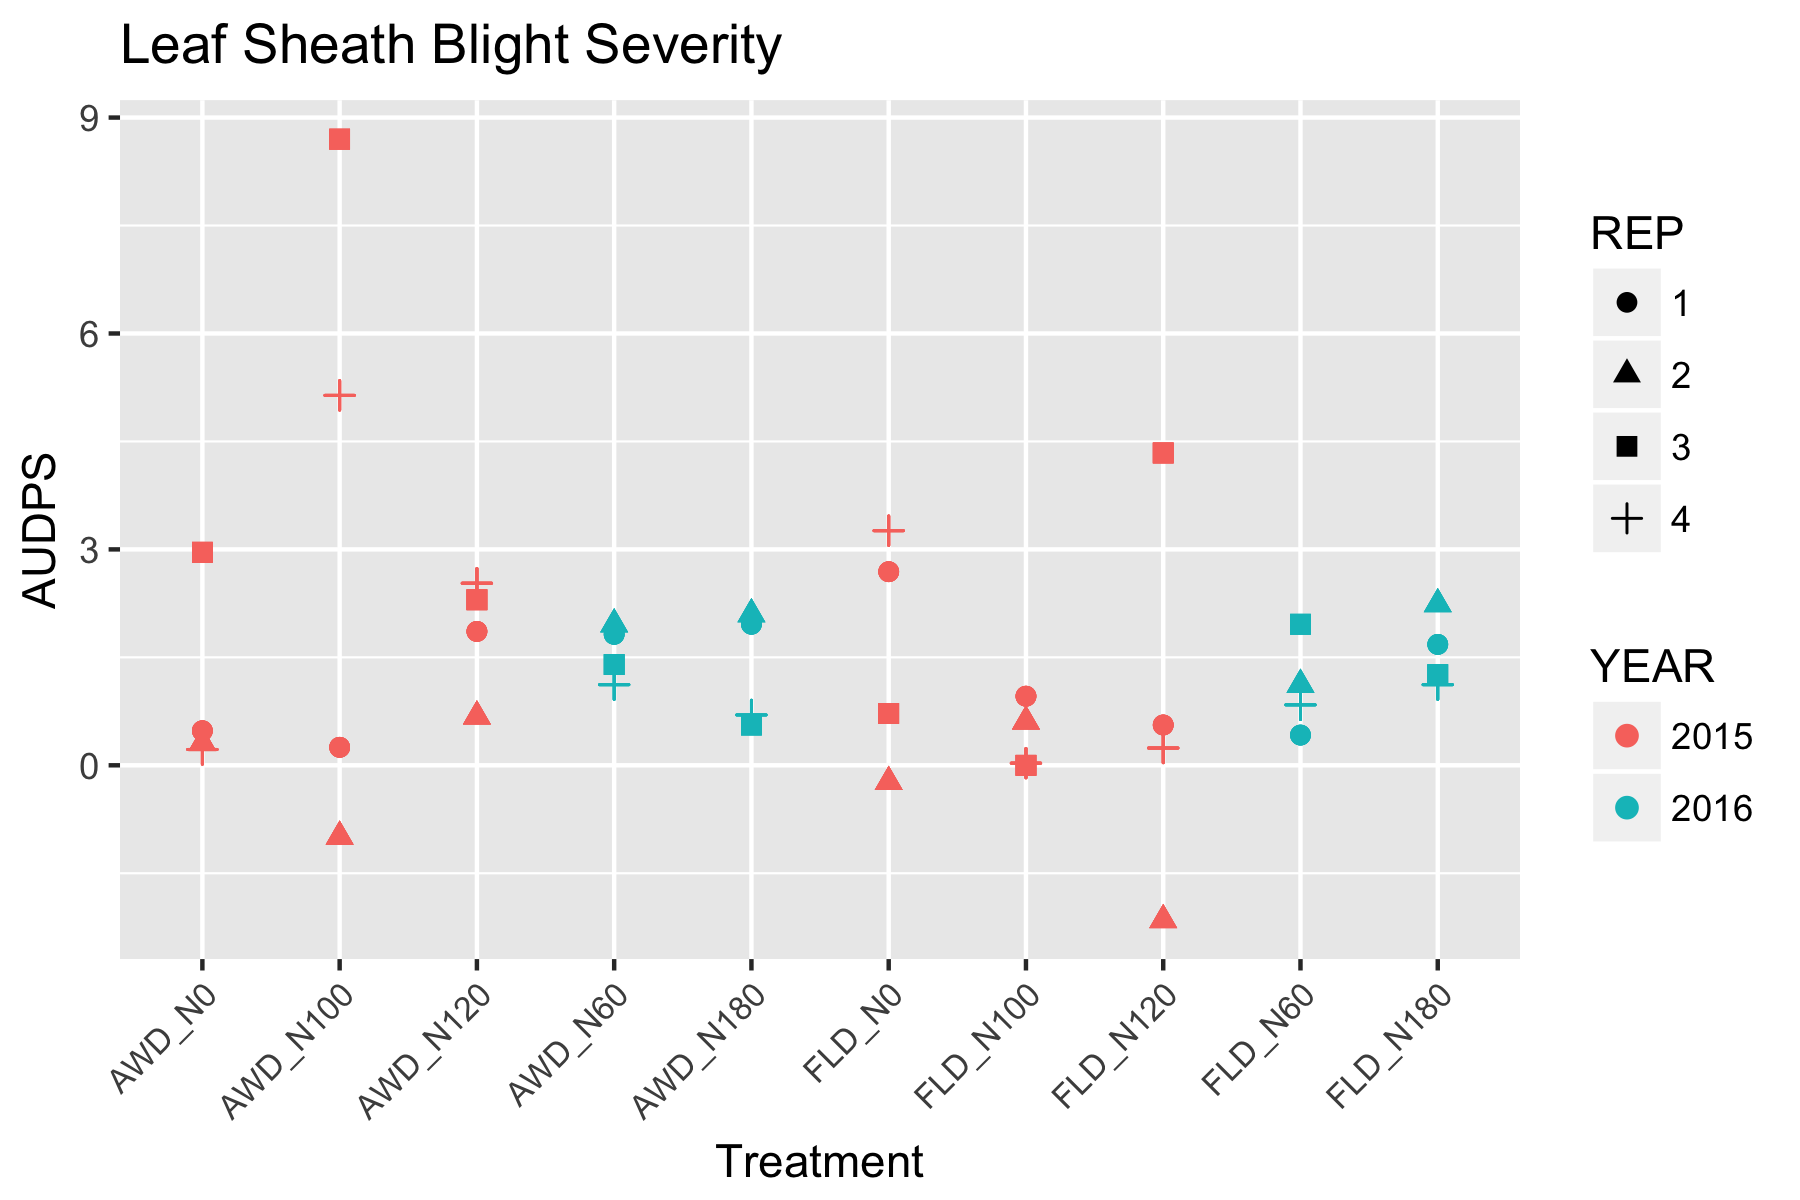 Leaf Sheath Blight Severity
AUDPS
9
6
3
0
AWD_N0
AWD_N100
AWD_N120
AWD_N60
AWD_N180
FLD_N0
FLD_N100
FLD_N120
FLD_N60
FLD_N180
Treatment
REP
1
2
3
4
YEAR
2015
2016